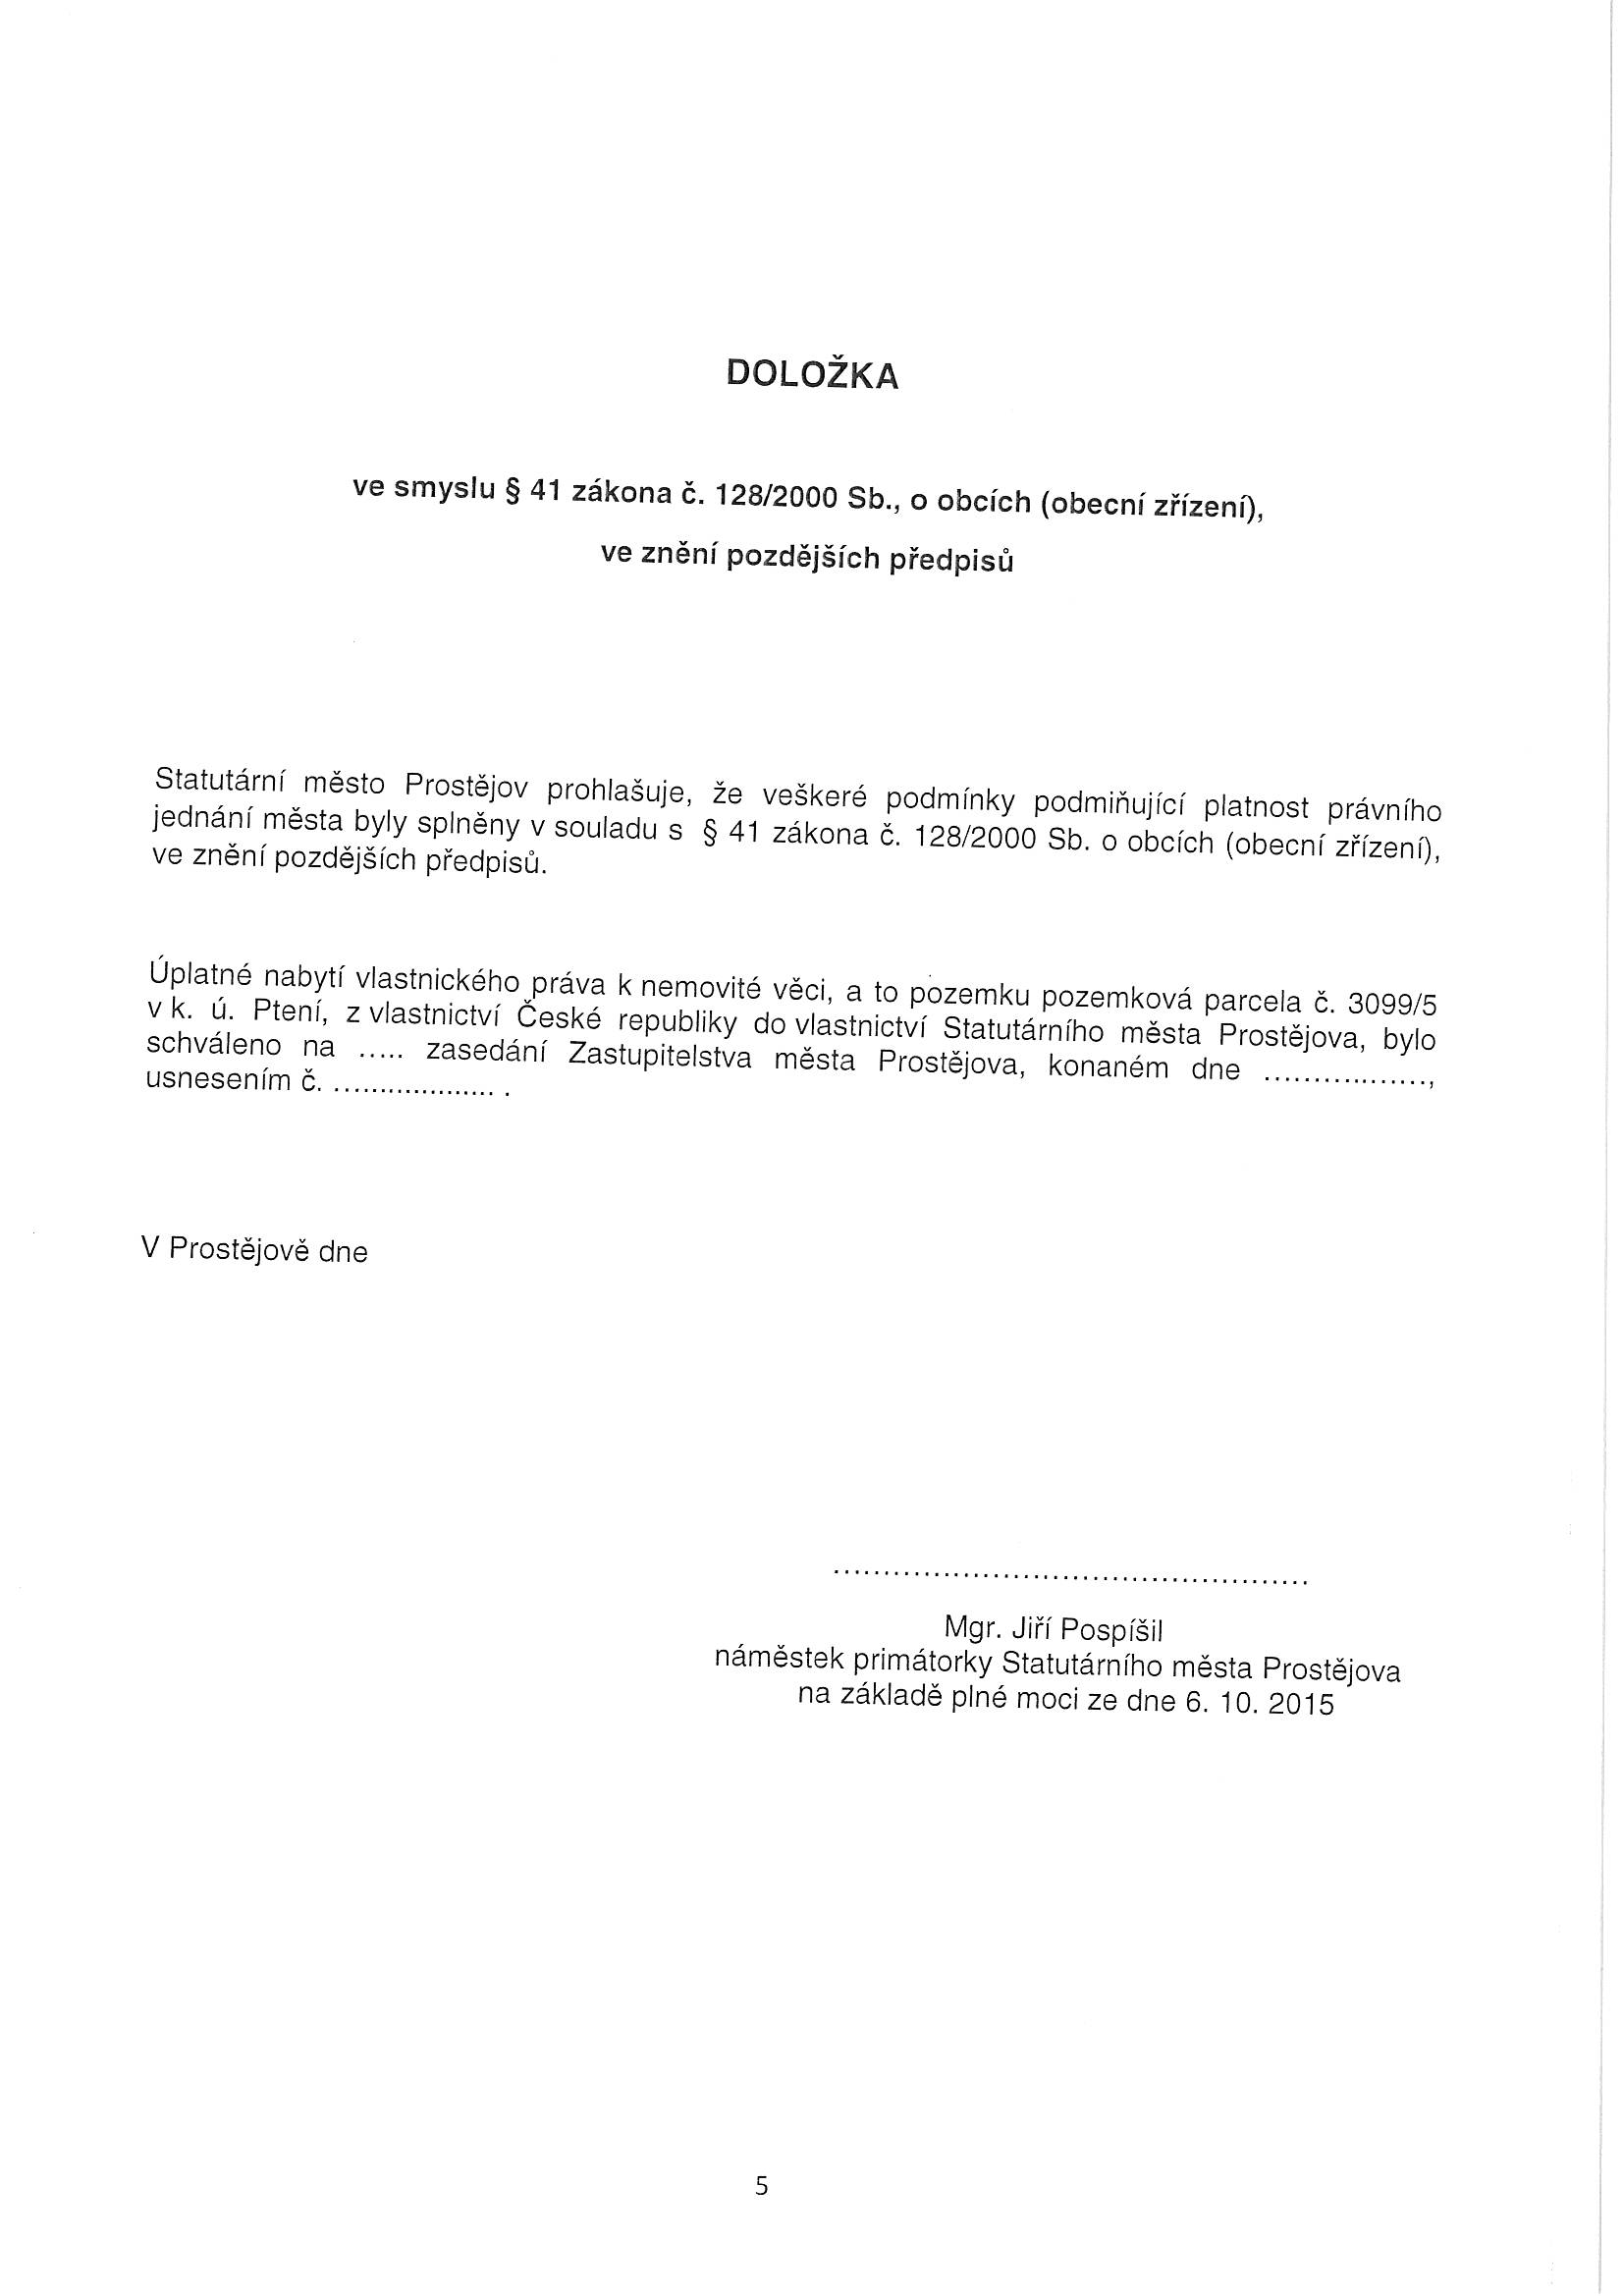 DOLOŽKA
ve smyslu § 41 zákona č. 128/2000 Sb., o obcích (obecní zřízení),
ve znění pozdějších předpisů
Statutární město Prostějov prohlašuje, že veškeré podmínky podmiňující platnost právního
jednání města byly splněny v souladu s § 41 zákona č. 128/2000 Sb. o obcích (obecní zřízení),
ve znění pozdějších předpisů.
Úplatné nabytí vlastnického práva k nemovité věci, a to pozemku pozemková parcela č. 3099/5
v k. ú. Ptení, z vlastnictví České republiky do vlastnictví Statutárního města Prostějova, bylo
schváleno na ..... zasedání Zastupitelstva města Prostějova, konaném dne .................,
usnesením č. ................... .
V Prostějově dne
................................................
Mgr. Jiří Pospíšil
náměstek primátorky Statutárního města Prostějova
na základě plné moci ze dne 6. 10. 2015
5